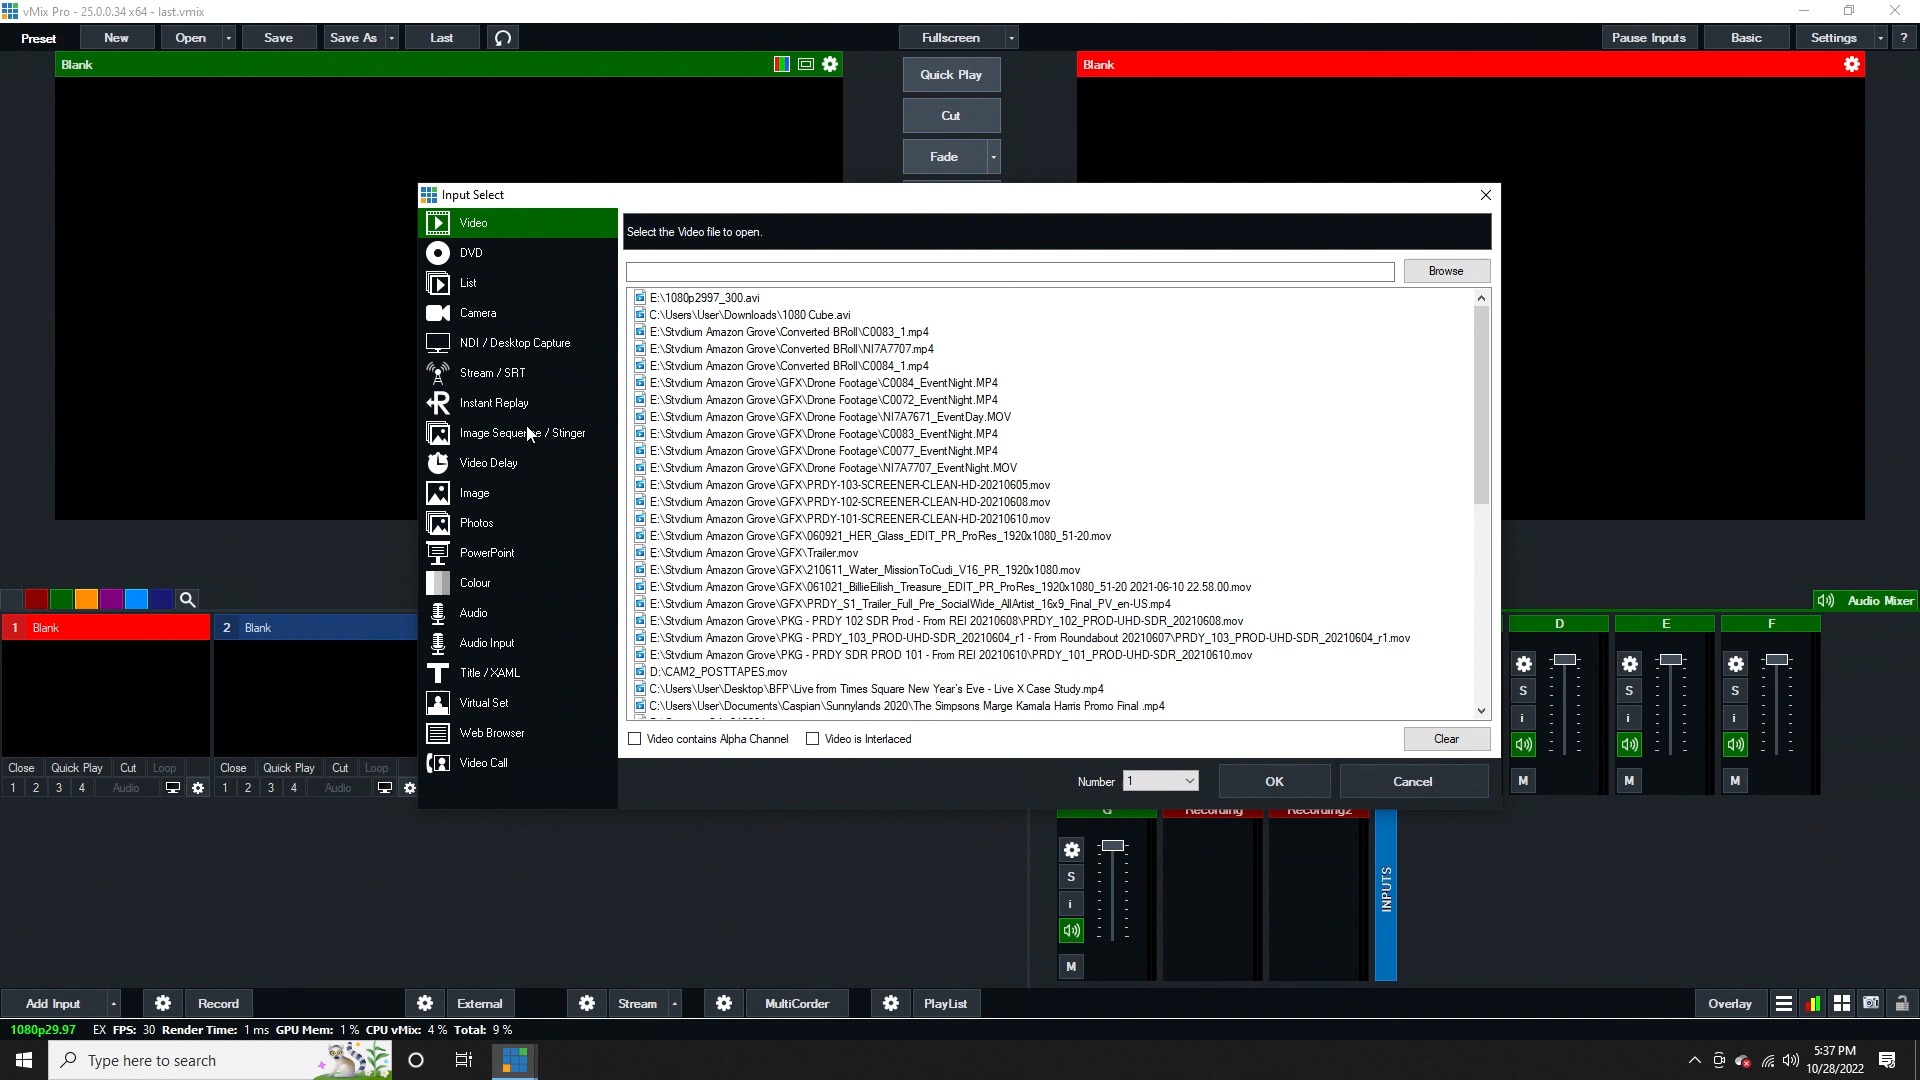 vMix Pro - 25.0.0.34 x64 - last.vmix
Preset New Open Save Save As Last Fullscreen Pause Inputs Basic Settings ?
Blank
Blank
Quick Play
Cut
Fade
Input Select
Video
DVD
List
Camera
NDI / Desktop Capture
Stream / SRT
Instant Replay
Image Sequence / Stinger
Video Delay
Image
Photos
PowerPoint
Colour
Audio
Audio Input
Title / XAML
Virtual Set
Web Browser
Video Call
Select the Video file to open.
Browse
E:\1080p2997_300.avi
C:\Users\User\Downloads\1080 Cube.avi
E:\Stvdium Amazon Grove\Converted BRoll\C0083_1.mp4
E:\Stvdium Amazon Grove\Converted BRoll\NI7A7707.mp4
E:\Stvdium Amazon Grove\Converted BRoll\C0084_1.mp4
E:\Stvdium Amazon Grove\GFX\Drone Footage\C0084_EventNight.MP4
E:\Stvdium Amazon Grove\GFX\Drone Footage\C0072_EventNight.MP4
E:\Stvdium Amazon Grove\GFX\Drone Footage\NI7A7671_EventDay.MOV
E:\Stvdium Amazon Grove\GFX\Drone Footage\C0083_EventNight.MP4
E:\Stvdium Amazon Grove\GFX\Drone Footage\C0077_EventNight.MP4
E:\Stvdium Amazon Grove\GFX\Drone Footage\NI7A7707_EventNight.MOV
E:\Stvdium Amazon Grove\GFX\PRDY-103-SCREENER-CLEAN-HD-20210605.mov
E:\Stvdium Amazon Grove\GFX\PRDY-102-SCREENER-CLEAN-HD-20210608.mov
E:\Stvdium Amazon Grove\GFX\PRDY-101-SCREENER-CLEAN-HD-20210610.mov
E:\Stvdium Amazon Grove\GFX\060921_HER_Glass_EDIT_PR_ProRes_1920x1080_51-20.mov
E:\Stvdium Amazon Grove\GFX\Trailer.mov
E:\Stvdium Amazon Grove\GFX\210611_Water_MissionToCudi_V16_PR_1920x1080.mov
E:\Stvdium Amazon Grove\GFX\061021_BillieEilish_Treasure_EDIT_PR_ProRes_1920x1080_51-20 2021-06-10 22.58.00.mov
E:\Stvdium Amazon Grove\GFX\PRDY_S1_Trailer_Full_Pre_SocialWide_AllArtist_16x9_Final_PV_en-US.mp4
E:\Stvdium Amazon Grove\PKG - PRDY 102 SDR Prod - From REI 20210608\PRDY_102_PROD-UHD-SDR_20210608.mov
E:\Stvdium Amazon Grove\PKG - PRDY_103_PROD-UHD-SDR_20210604_r1 - From Roundabout 20210607\PRDY_103_PROD-UHD-SDR_20210604_r1.mov
E:\Stvdium Amazon Grove\PKG - PRDY SDR PROD 101 - From REI 20210610\PRDY_101_PROD-UHD-SDR_20210610.mov
D:\CAM2_POSTTAPES.mov
C:\Users\User\Desktop\BFP\Live from Times Square New Year's Eve - Live X Case Study.mp4
C:\Users\User\Documents\Caspian\Sunnylands 2020\The Simpsons Marge Kamala Harris Promo Final .mp4
Video contains Alpha Channel Video is Interlaced Clear
Number 1 OK Cancel
1 Blank
2 Blank
Close Quick Play Cut Loop
1 2 3 4 Audio
Close Quick Play Cut Loop
1 2 3 4 Audio
Audio Mixer
D E F
S S S
i i i
M M M
G Recording Recording2
S
i
M
INPUTS
Add Input Record External Stream MultiCorder PlayList Overlay
1080p29.97 EX FPS: 30 Render Time: 1 ms GPU Mem: 1 % CPU vMix: 4 % Total: 9 %
Type here to search
5:37 PM
10/28/2022